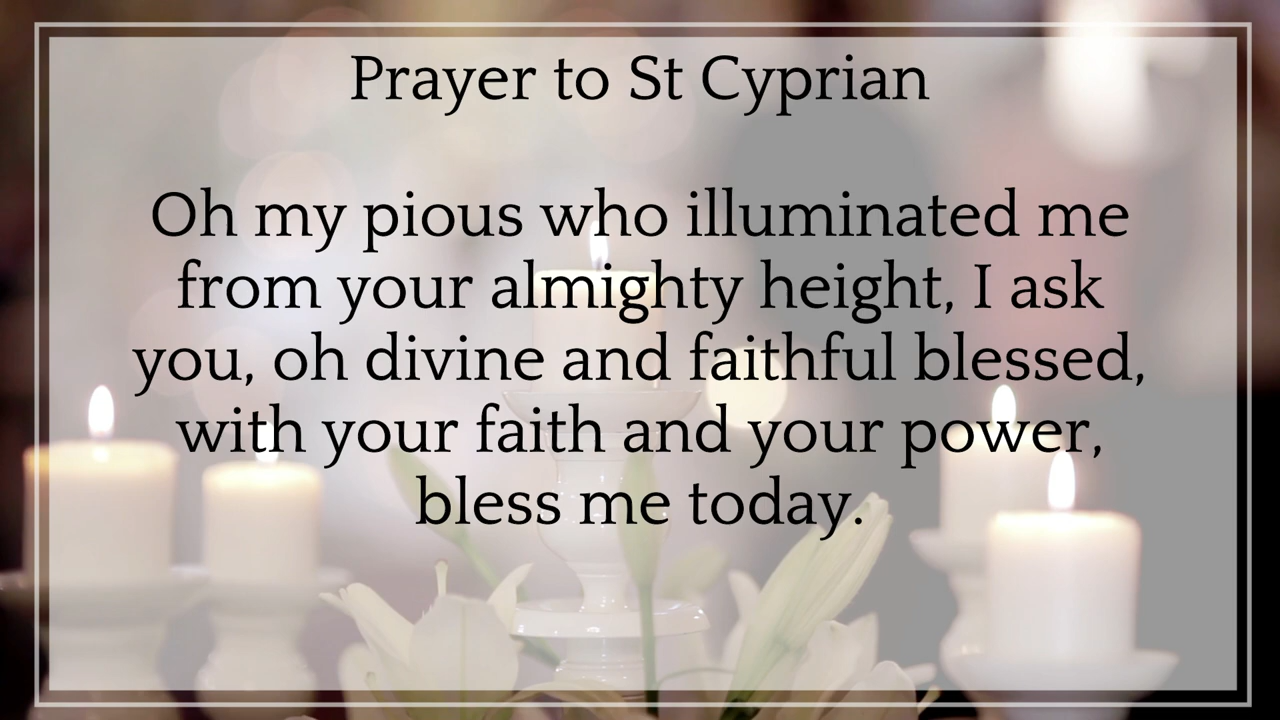 Prayer to St Cyprian
Oh my pious who illuminated me
from your almighty height, I ask
you, oh divine and faithful blessed,
with your faith and your power,
bless me today.